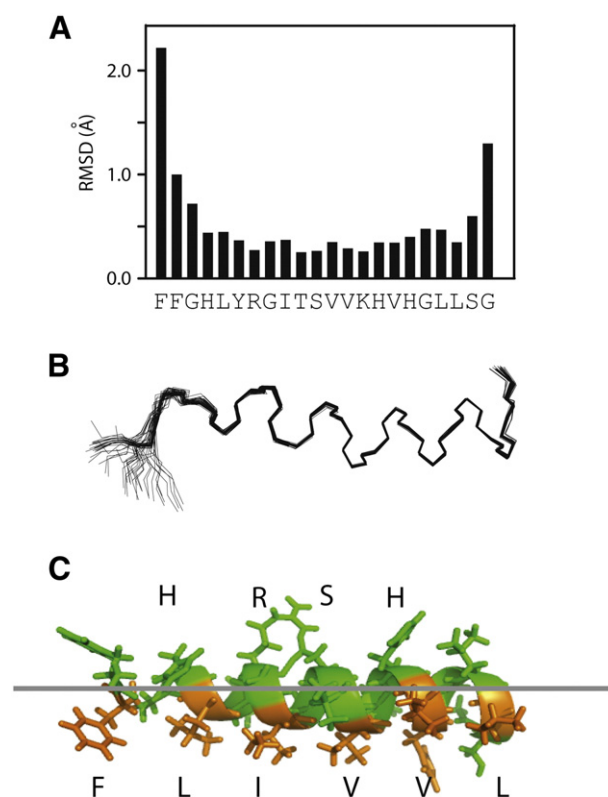 A
2.0
1.0
0.0
RMSD (Å)
FFGHLYRGITSVVKHVHGLLSG
B
C
H R S H
F L I V V L